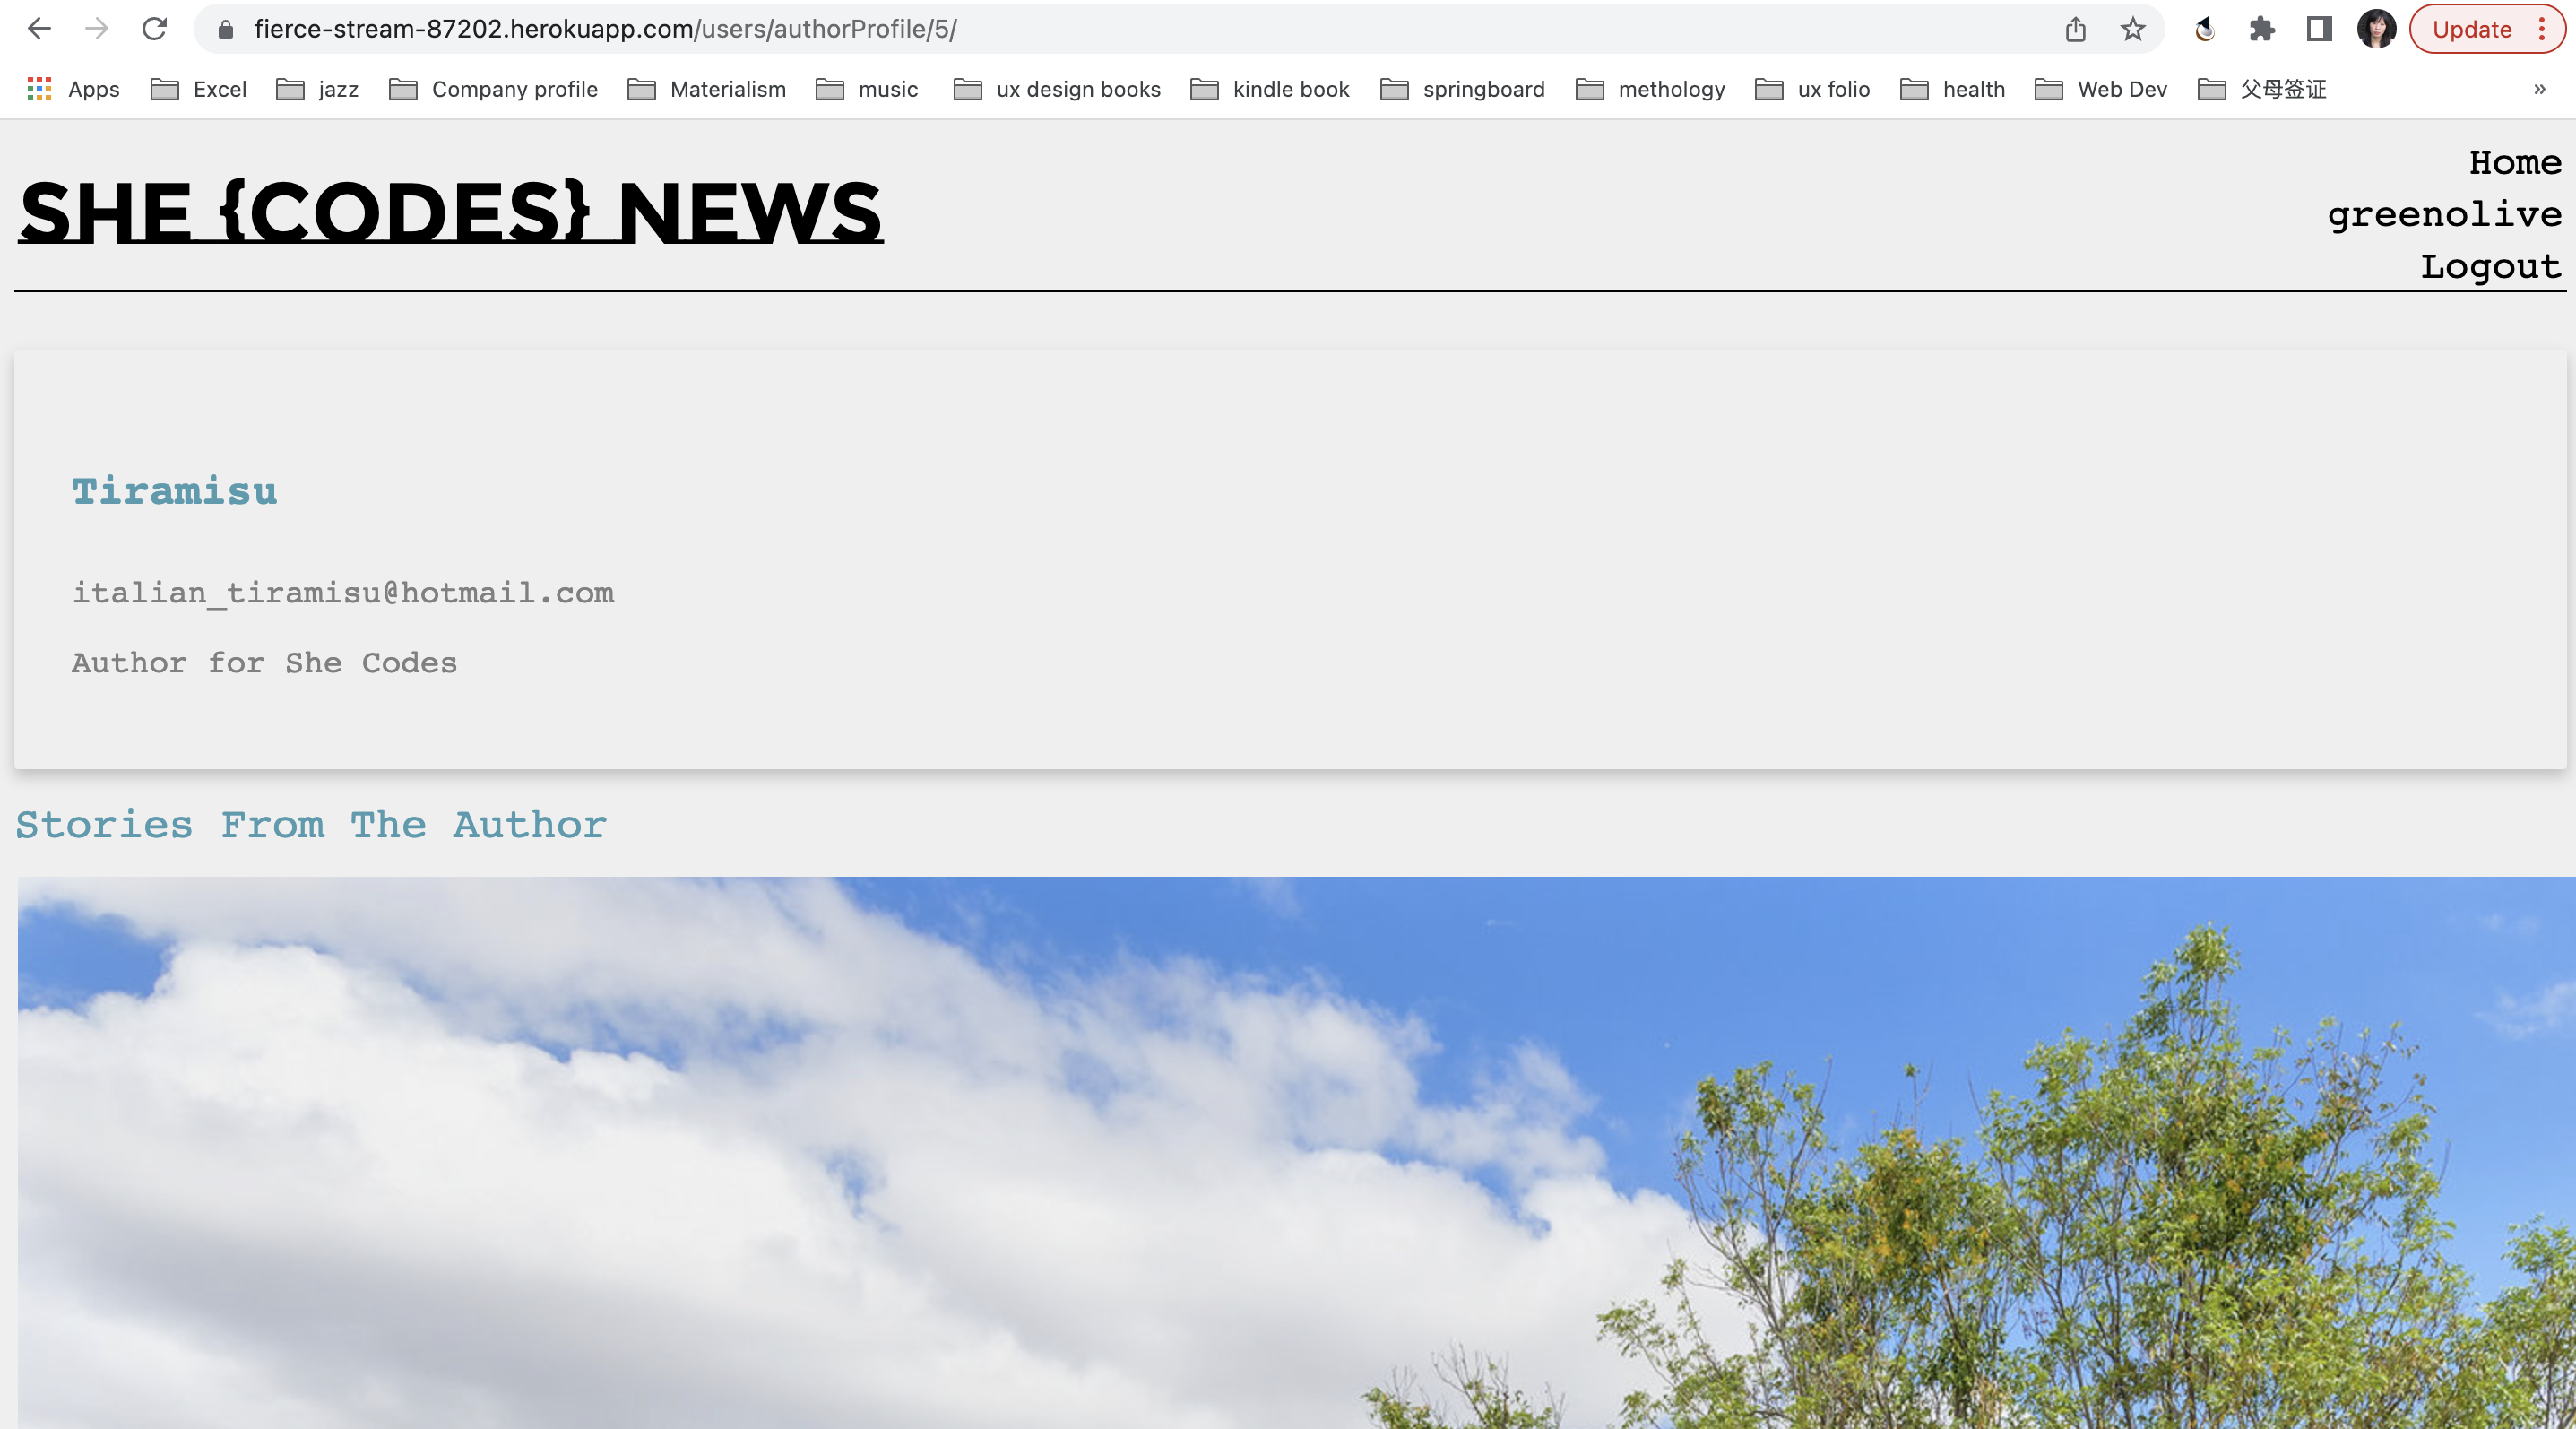 fierce-stream-87202.herokuapp.com/users/authorProfile/5/
Update
Apps Excel jazz Company profile Materialism music ux design books kindle book springboard methology ux folio health Web Dev 父母签证 »
SHE {CODES} NEWS
Home
greenolive
Logout
Tiramisu
italian_tiramisu@hotmail.com
Author for She Codes
Stories From The Author